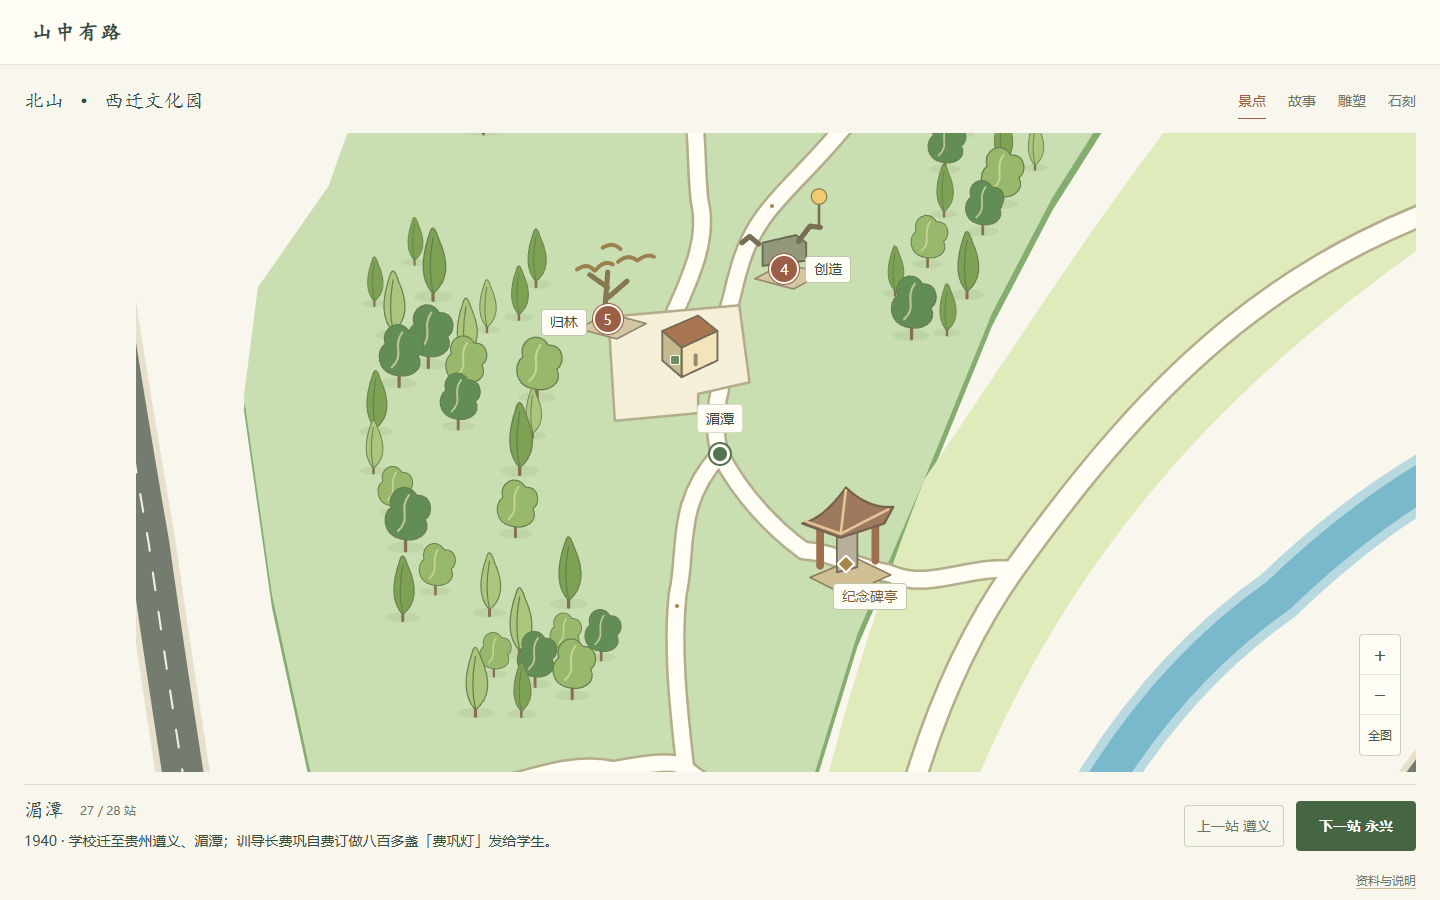 山中有路
北山 • 西迁文化园
景点 故事 雕塑 石刻
4 创造
归林 5
湄潭
纪念碑亭
+
−
全图
湄潭 27 / 28 站
1940 · 学校迁至贵州遵义、湄潭；训导长费巩自费订做八百多盏「费巩灯」发给学生。
上一站 遵义
下一站 永兴
资料与说明